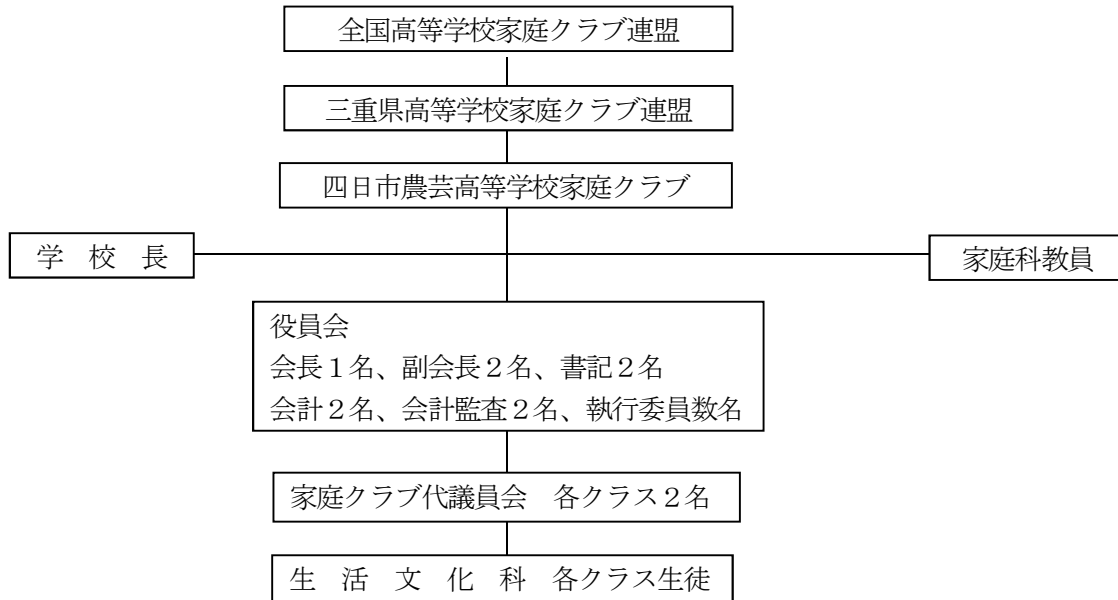 全国高等学校家庭クラブ連盟
三重県高等学校家庭クラブ連盟
四日市農芸高等学校家庭クラブ
学　校　長
家庭科教員
役員会
会長１名、副会長２名、書記２名
会計２名、会計監査２名、執行委員数名
家庭クラブ代議員会　各クラス２名
生　活　文　化　科　各クラス生徒